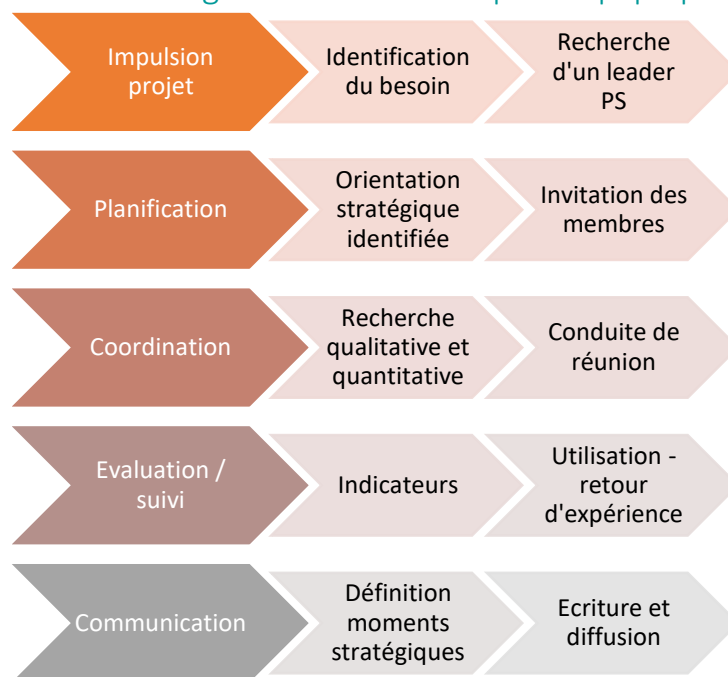 Impulsion
projet
Identification
du besoin
Recherche
d'un leader
PS
Planification
Orientation
stratégique
identifiée
Invitation des
membres
Coordination
Recherche
qualitative et
quantitative
Conduite de
réunion
Evaluation /
suivi
Indicateurs
Utilisation -
retour
d'expérience
Communication
Définition
moments
stratégiques
Ecriture et
diffusion